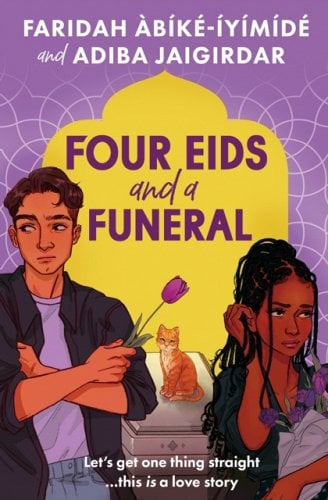 FARIDAH ÀBÍKÉ-ÍYÍMÍDÉ
and ADIBA JAIGIRDAR
FOUR EIDS
and a
FUNERAL
Let's get one thing straight
...this is a love story